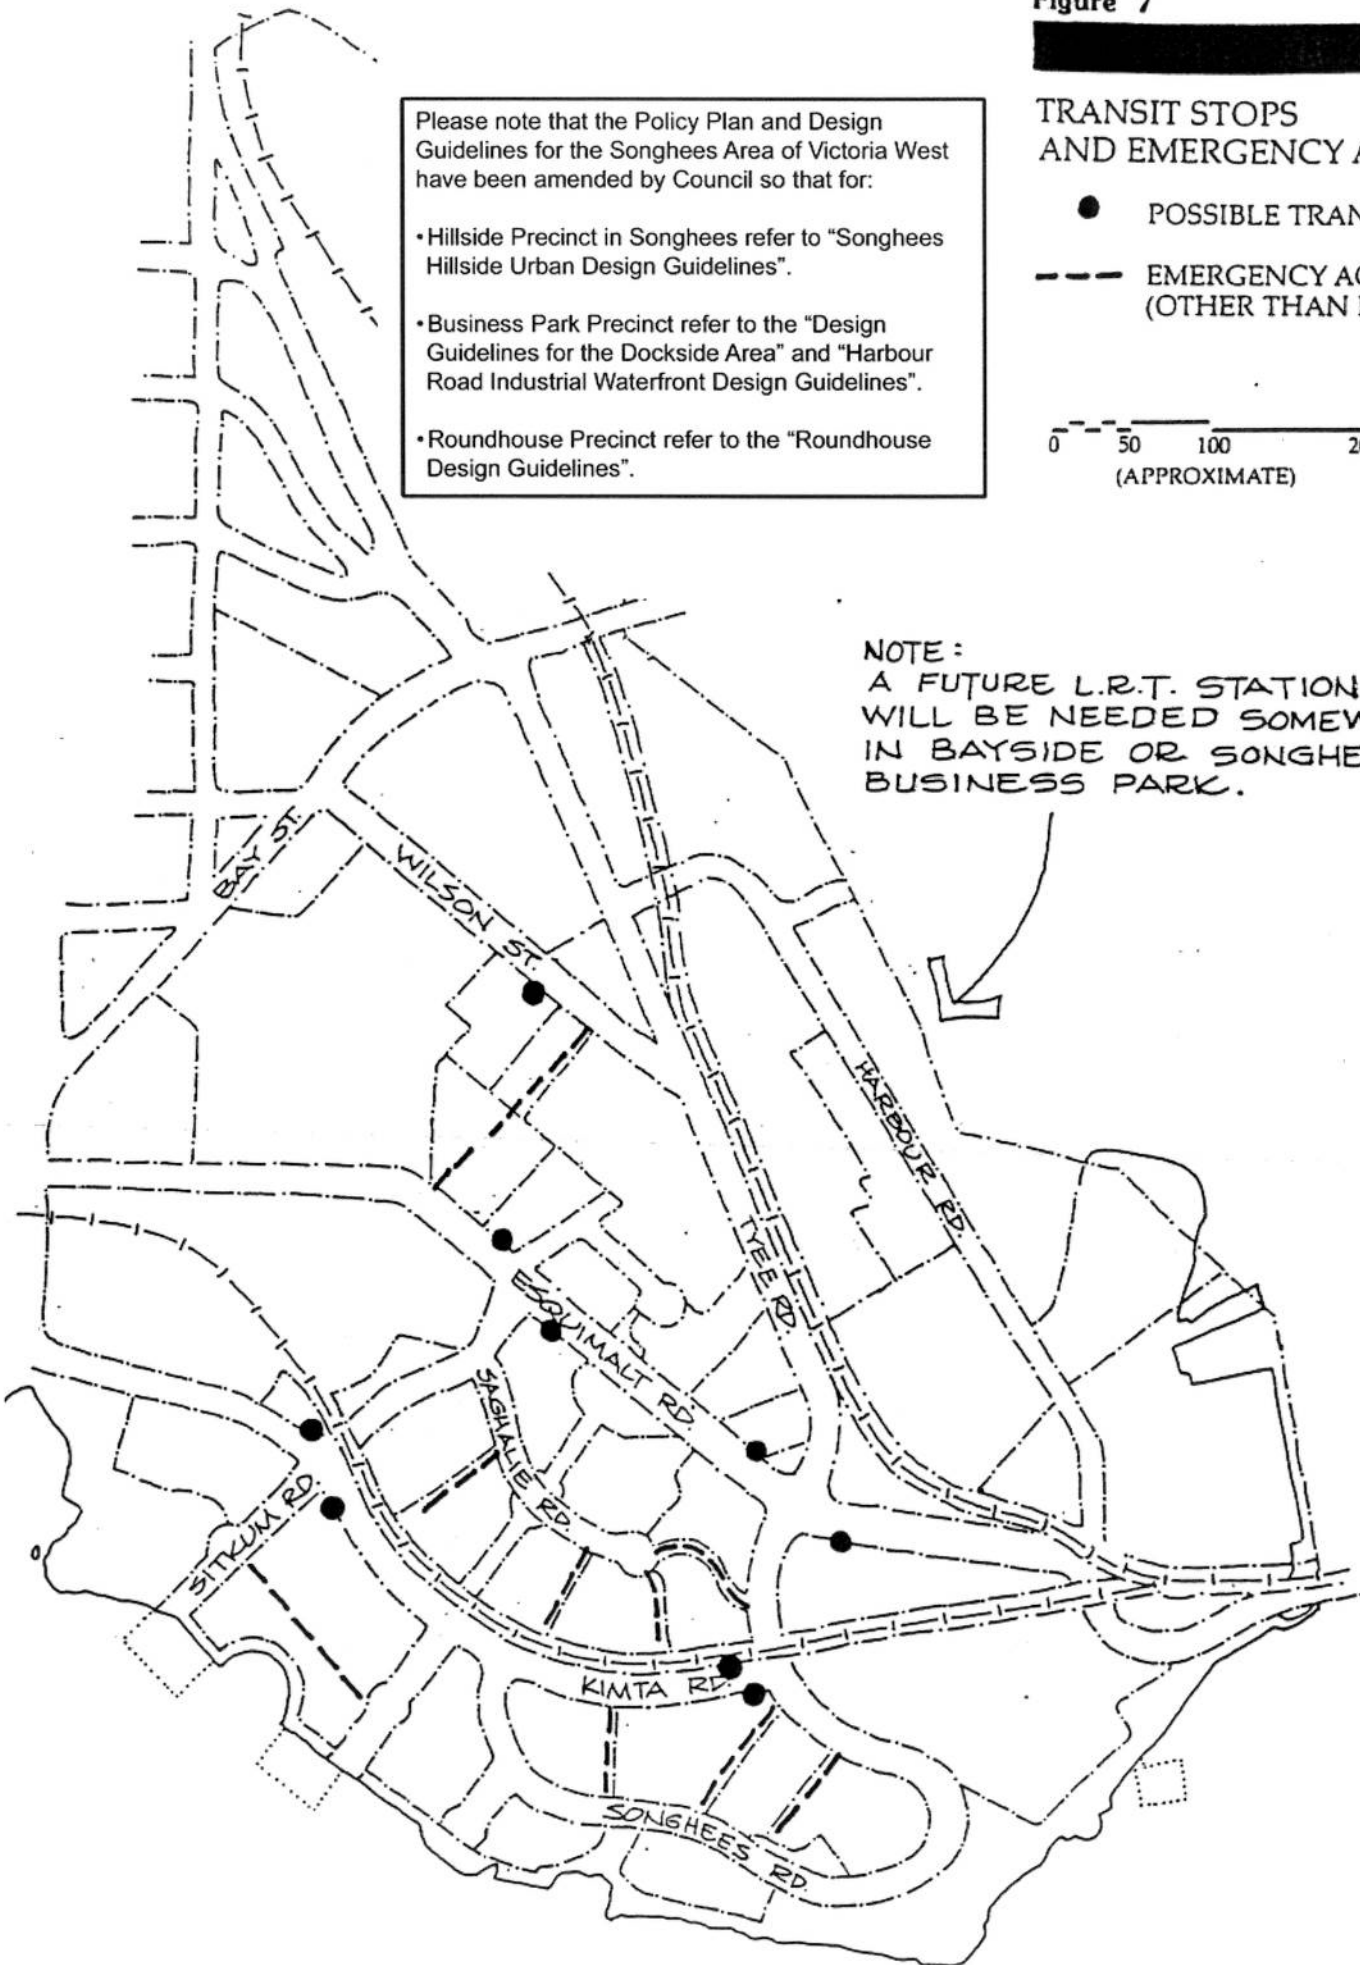 Figure 7
TRANSIT STOPS
AND EMERGENCY A
POSSIBLE TRAN
EMERGENCY AC
(OTHER THAN
0 50 100 20
(APPROXIMATE)
Please note that the Policy Plan and Design
Guidelines for the Songhees Area of Victoria West
have been amended by Council so that for:
•Hillside Precinct in Songhees refer to “Songhees
Hillside Urban Design Guidelines”.
•Business Park Precinct refer to the “Design
Guidelines for the Dockside Area” and “Harbour
Road Industrial Waterfront Design Guidelines”.
•Roundhouse Precinct refer to the “Roundhouse
Design Guidelines”.
NOTE:
A FUTURE L.R.T. STATION
WILL BE NEEDED SOMEW
IN BAYSIDE OR SONGHE
BUSINESS PARK.
BAY ST.
WILSON ST.
HARBOUR RD.
TYEE RD
ESQUIMALT RD
SAGHALIE RD.
SITKUM RD.
KIMTA RD
SONGHEES RD.